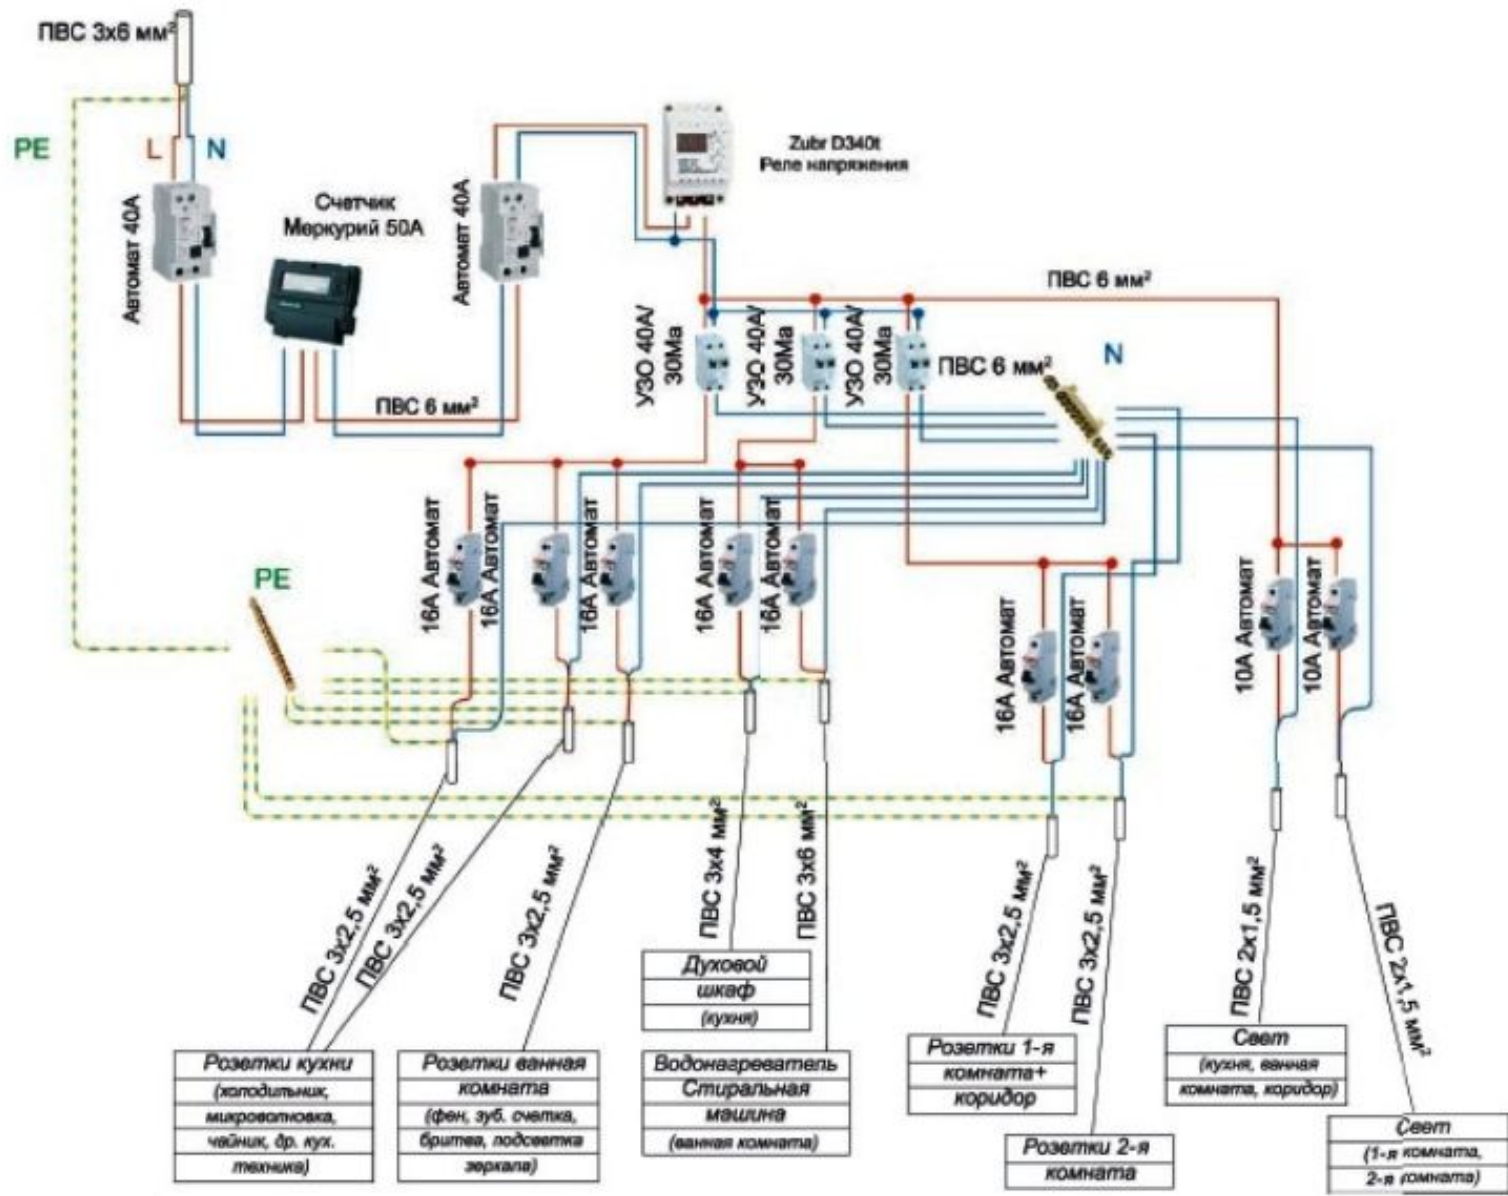 ПВС 3х6 мм²
PE
L
N
Автомат 40А
Счетчик
Меркурий 50А
Автомат 40А
Zubr D340t
Реле напряжения
ПВС 6 мм²
ПВС 6 мм²
УЗО 40А/
30Ма
УЗО 40А/
30Ма
УЗО 40А/
30Ма
ПВС 6 мм²
N
PE
16А Автомат
16А Автомат
16А Автомат
16А Автомат
16А Автомат
16А Автомат
16А Автомат
10А Автомат
10А Автомат
ПВС 3х2,5 мм²
ПВС 3х2,5 мм²
ПВС 3х2,5 мм²
ПВС 3х4 мм²
ПВС 3х6 мм²
ПВС 3х2,5 мм²
ПВС 3х2,5 мм²
ПВС 2х1,5 мм²
ПВС 2х1,5 мм²
Розетки кухни
(холодильник,
микроволновка,
чайник, др. кух.
техника)
Розетки ванная
комната
(фен, зуб. счетка,
бритва, подсветка
зеркала)
Духовой
шкаф
(кухня)
Водонагреватель
Стиральная
машина
(ванная комната)
Розетки 1-я
комната+
коридор
Розетки 2-я
комната
Свет
(кухня, ванная
комната, коридор)
Свет
(1-я комната,
2-я комната)